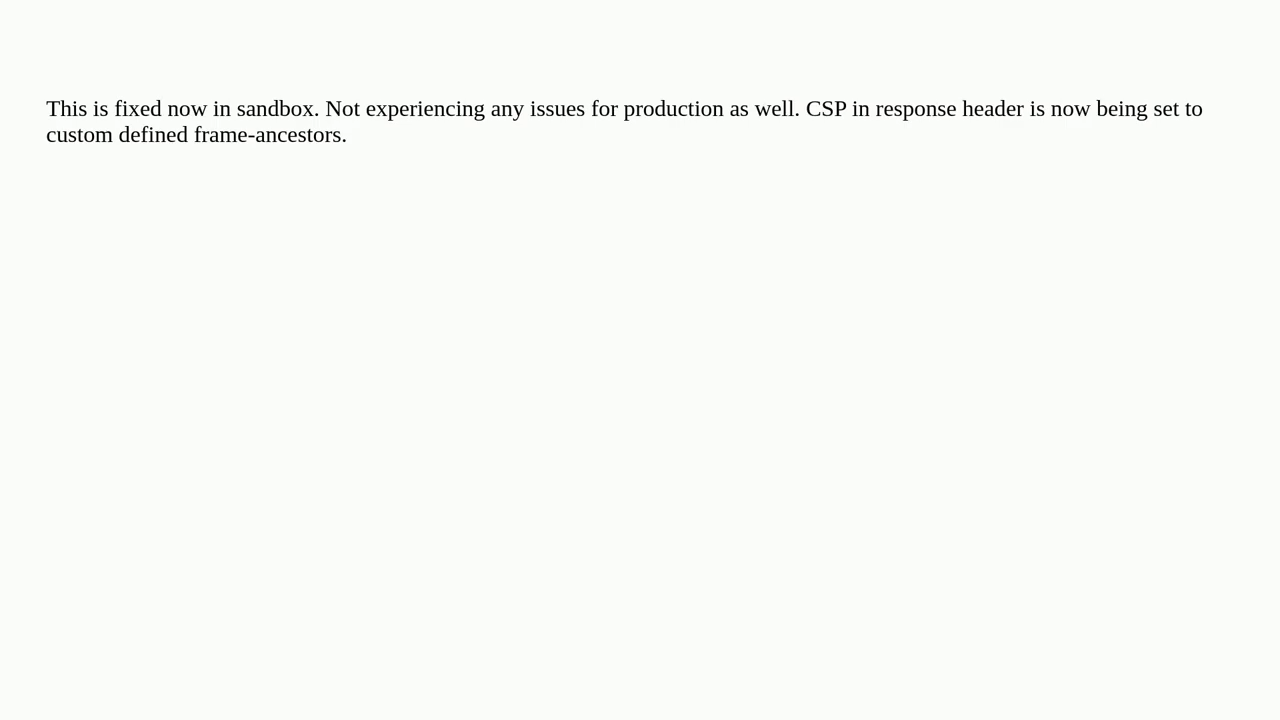 This is fixed now in sandbox. Not experiencing any issues for production as well. CSP in response header is now being set to
custom defined frame-ancestors.